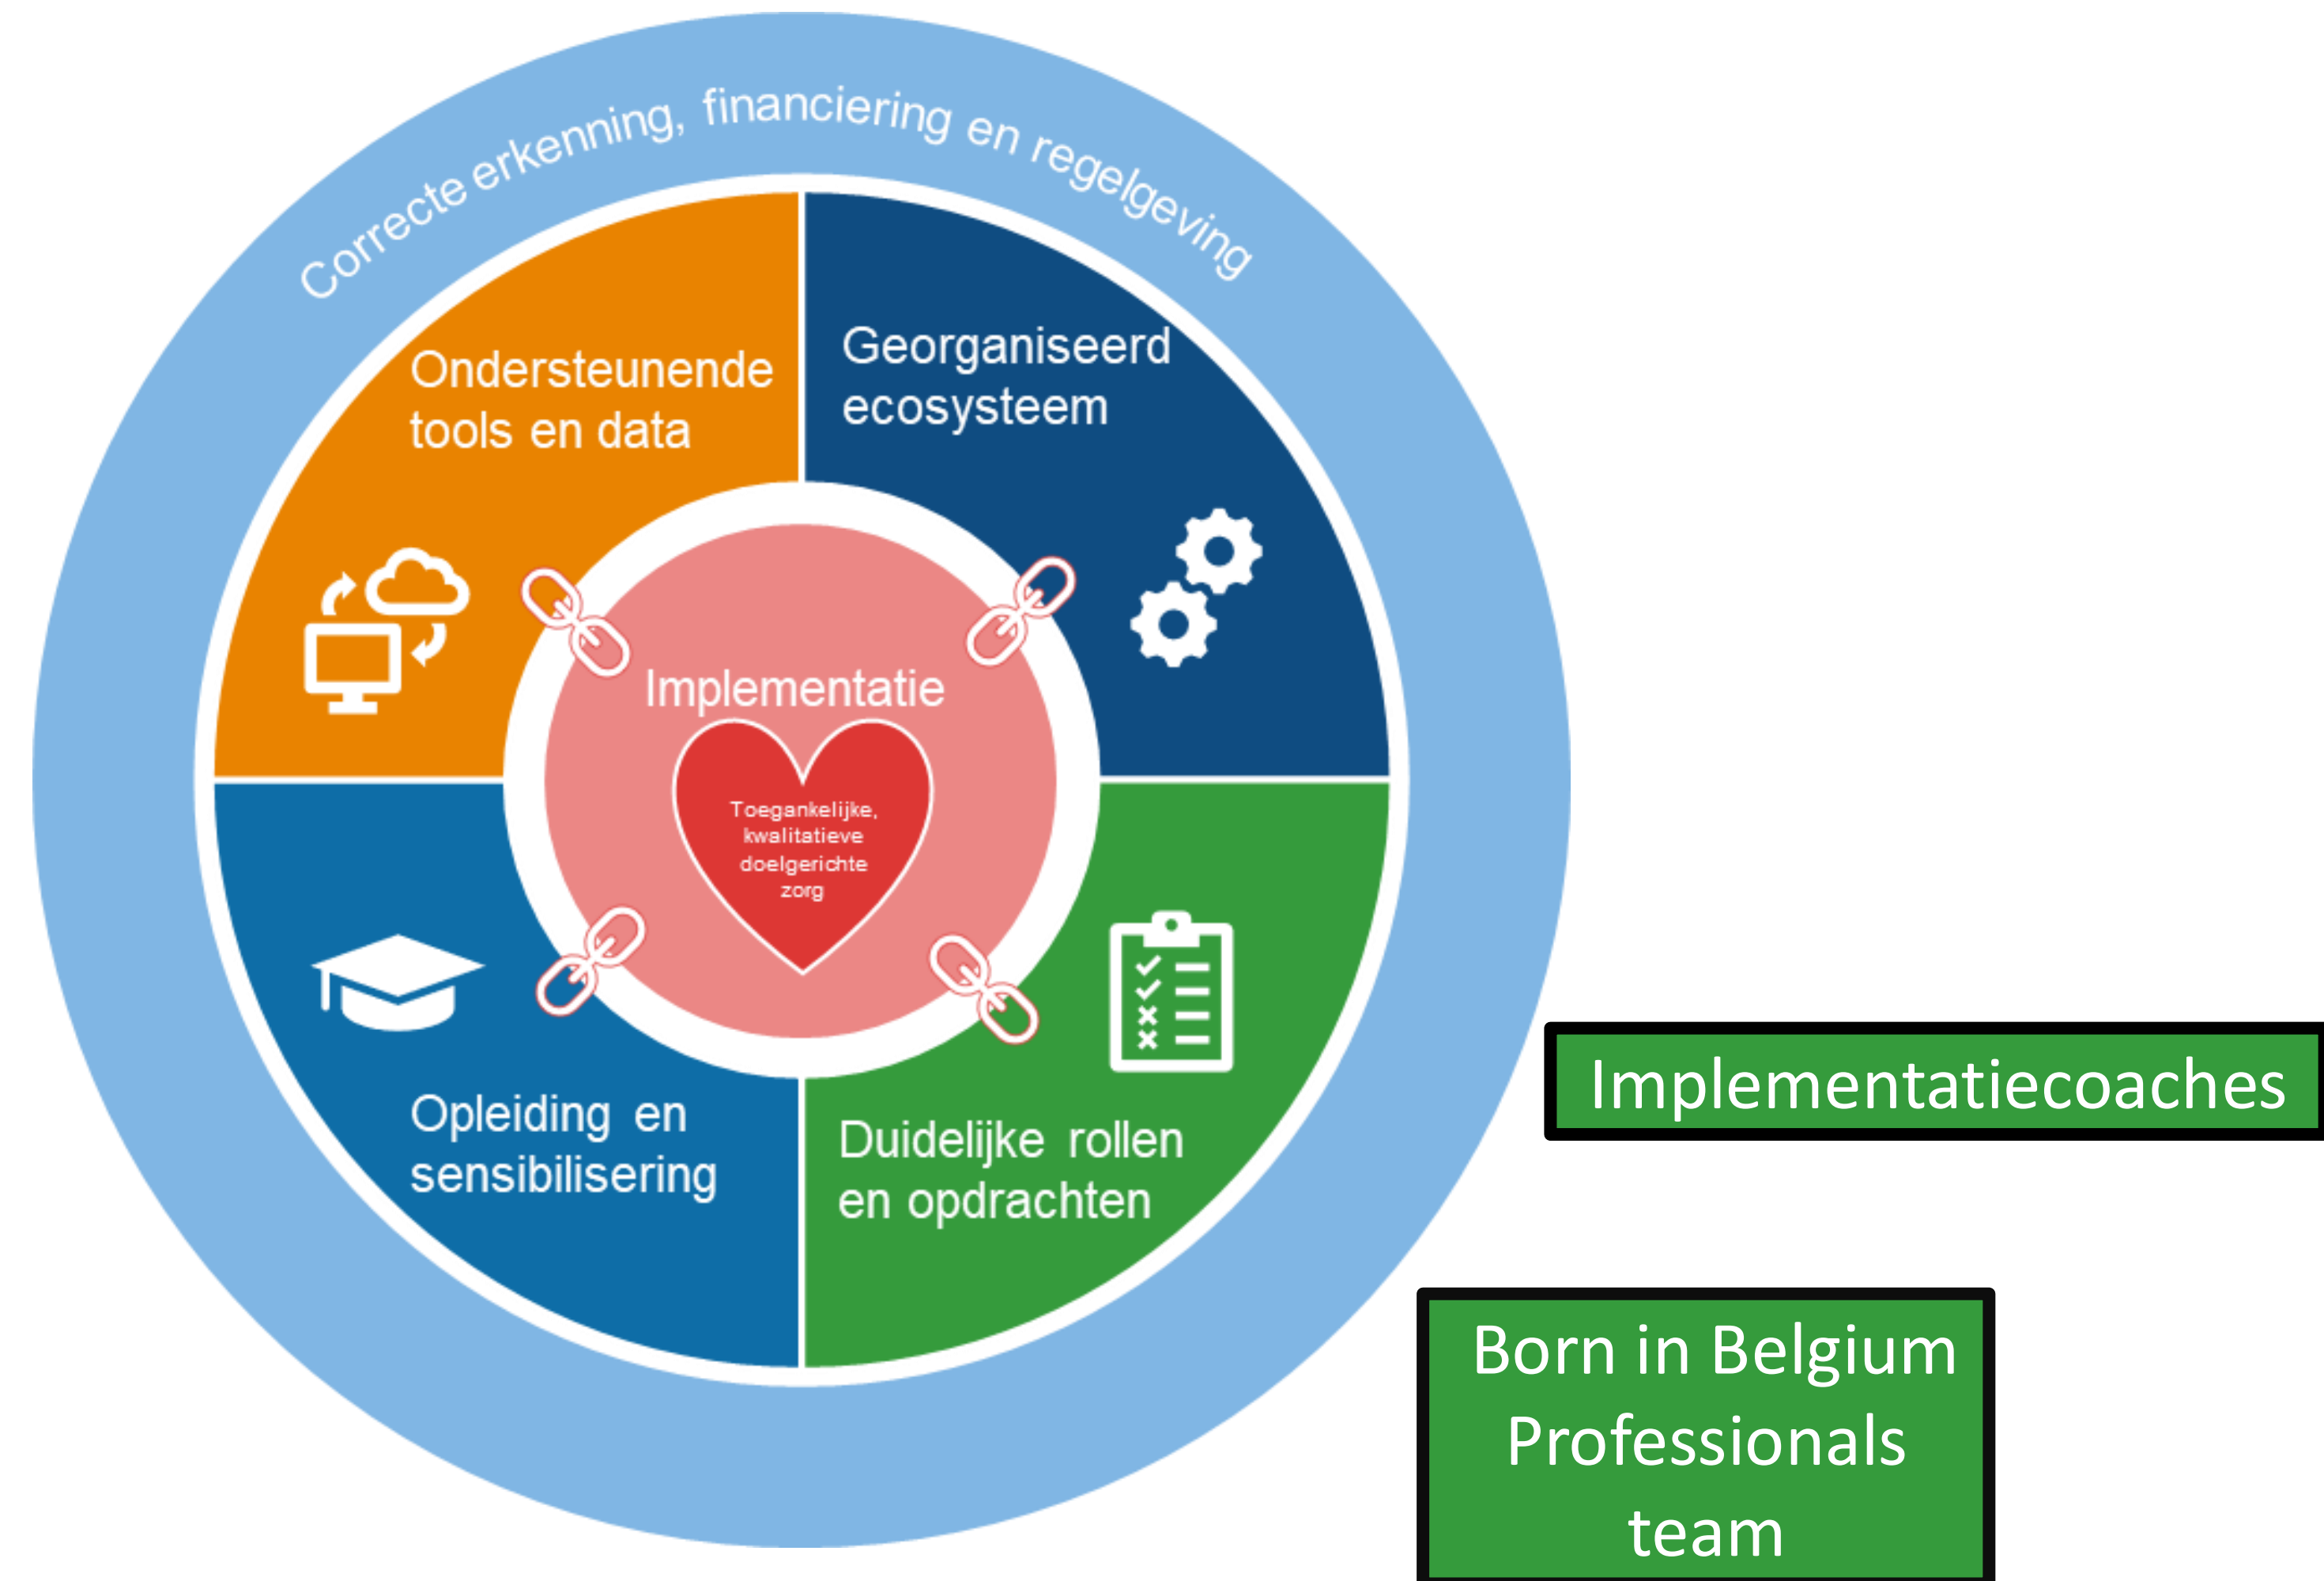 Correcte erkenning, financiering en regelgeving
Ondersteunende
tools en data
Georganiseerd
ecosysteem
Implementatie
Toegankelijke,
kwalitatieve
doelgerichte
zorg
Opleiding en
sensibilisering
Duidelijke rollen
en opdrachten
Implementatiecoaches
Born in Belgium
Professionals
team